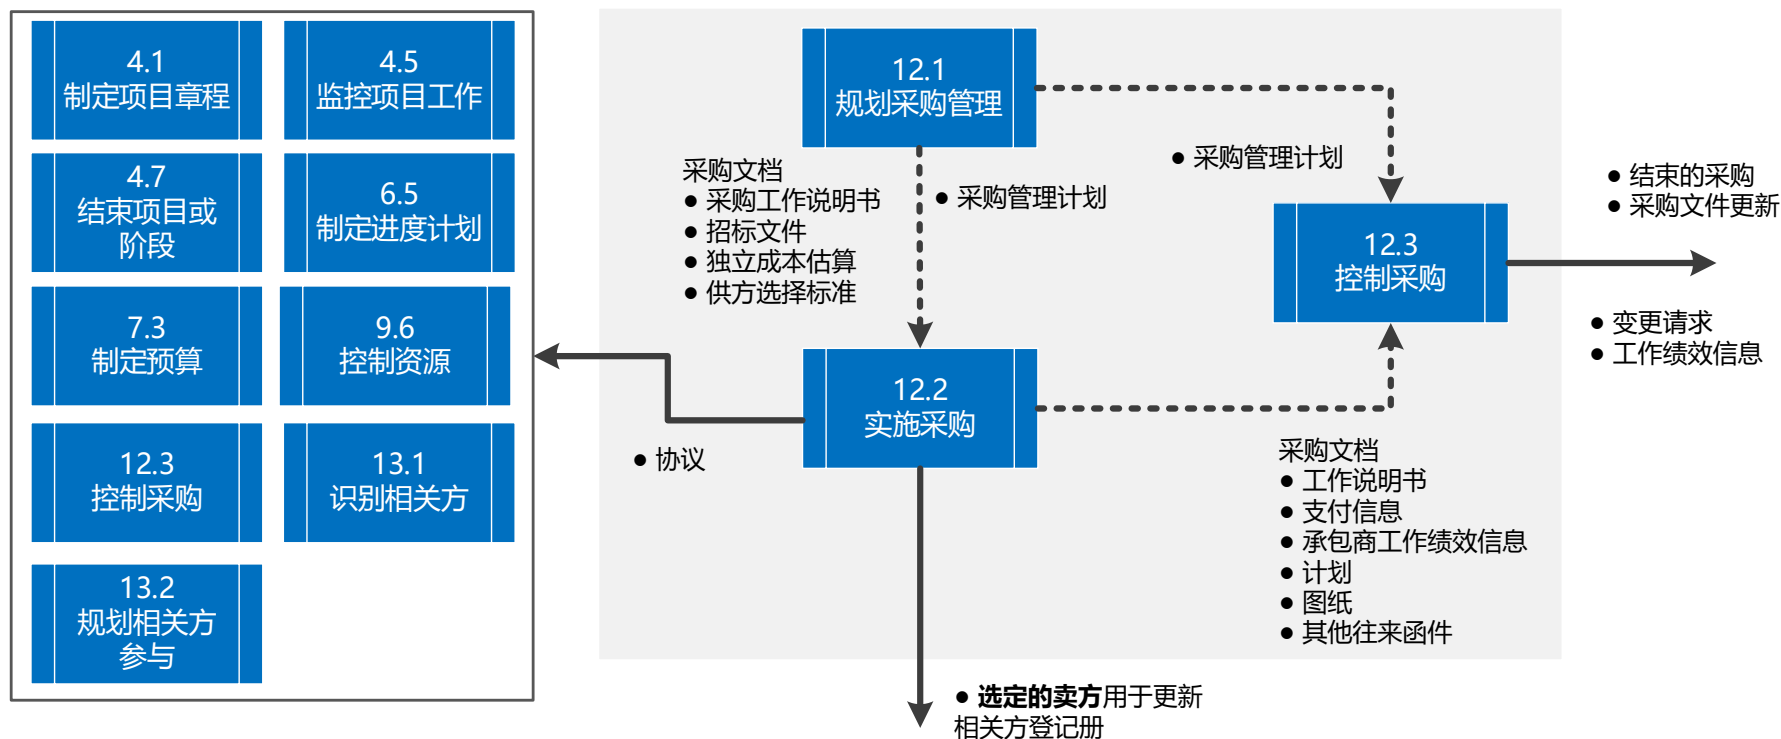 4.1
制定项目章程
4.5
监控项目工作
4.7
结束项目或
阶段
6.5
制定进度计划
7.3
制定预算
9.6
控制资源
12.3
控制采购
13.1
识别相关方
13.2
规划相关方
参与
12.1
规划采购管理
采购文档
● 采购工作说明书
● 招标文件
● 独立成本估算
● 供方选择标准
● 采购管理计划
● 采购管理计划
12.3
控制采购
● 结束的采购
● 采购文件更新
● 变更请求
● 工作绩效信息
12.2
实施采购
● 协议
采购文档
● 工作说明书
● 支付信息
● 承包商工作绩效信息
● 计划
● 图纸
● 其他往来函件
● 选定的卖方用于更新
相关方登记册